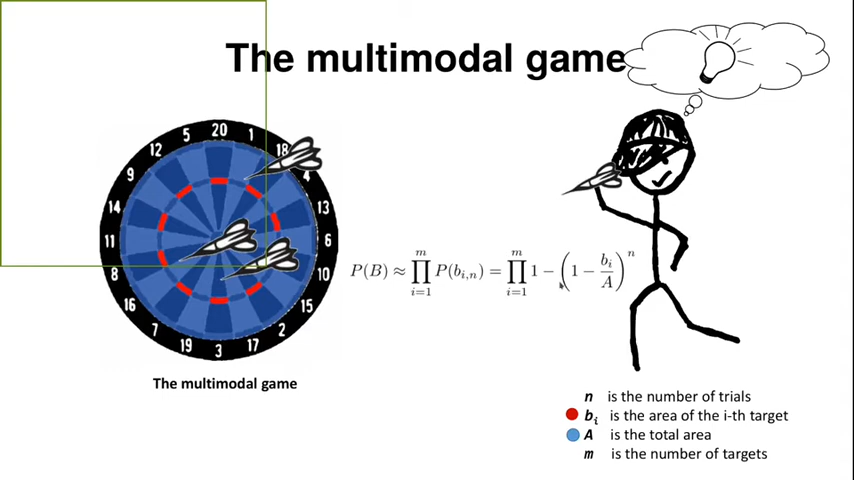 The multimodal game
20
1
18
4
13
6
10
15
2
17
3
19
7
16
8
11
14
9
12
5
P(B) ≈ ∏_{i=1}^{m} P(b_{i,n}) = ∏_{i=1}^{m} 1 − (1 − b_i/A)^n
The multimodal game
n is the number of trials
b_i is the area of the i-th target
A is the total area
m is the number of targets